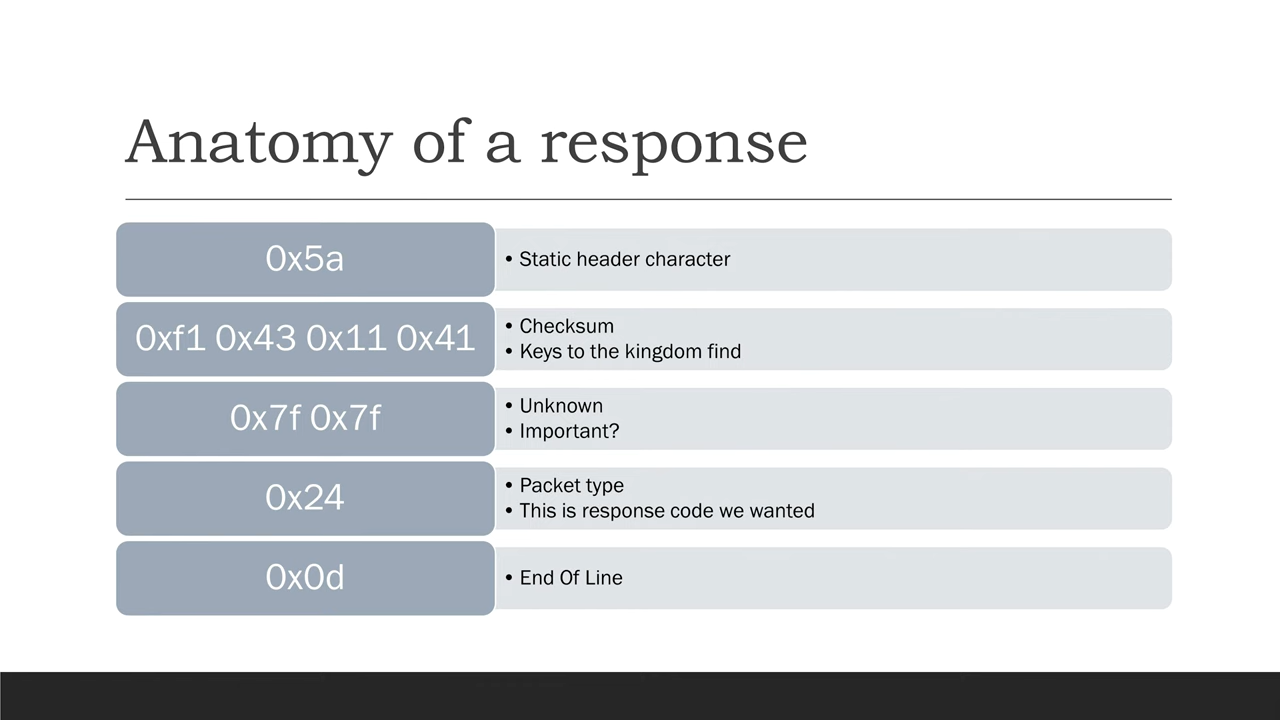 Anatomy of a response
0x5a
• Static header character
0xf1 0x43 0x11 0x41
• Checksum
• Keys to the kingdom find
0x7f 0x7f
• Unknown
• Important?
0x24
• Packet type
• This is response code we wanted
0x0d
• End Of Line